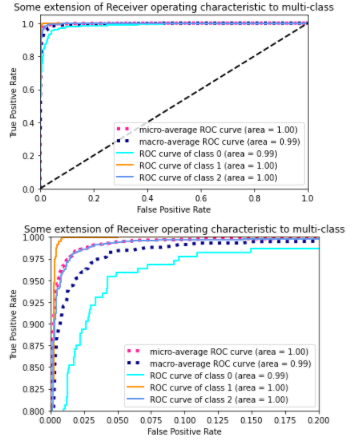 Some extension of Receiver operating characteristic to multi-class
1.0
0.8
0.6
0.4
0.2
0.0
True Positive Rate
micro-average ROC curve (area = 1.00)
macro-average ROC curve (area = 0.99)
ROC curve of class 0 (area = 0.99)
ROC curve of class 1 (area = 1.00)
ROC curve of class 2 (area = 1.00)
0.0 0.2 0.4 0.6 0.8 1.0
False Positive Rate
Some extension of Receiver operating characteristic to multi-class
1.000
0.975
0.950
0.925
0.900
0.875
0.850
0.825
0.800
True Positive Rate
micro-average ROC curve (area = 1.00)
macro-average ROC curve (area = 0.99)
ROC curve of class 0 (area = 0.99)
ROC curve of class 1 (area = 1.00)
ROC curve of class 2 (area = 1.00)
0.000 0.025 0.050 0.075 0.100 0.125 0.150 0.175 0.200
False Positive Rate